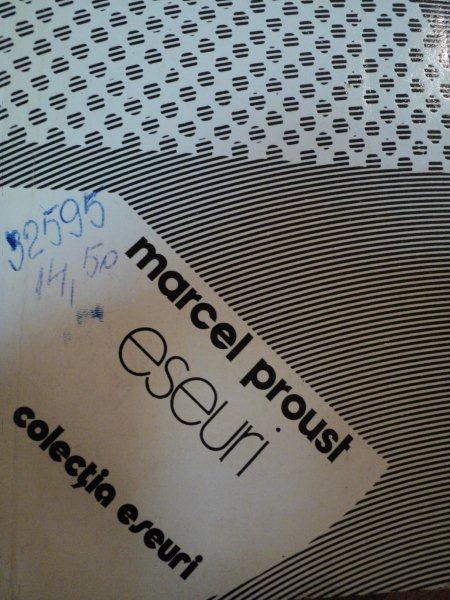 32595
14,50
marcel proust
eseuri
colecția eseuri